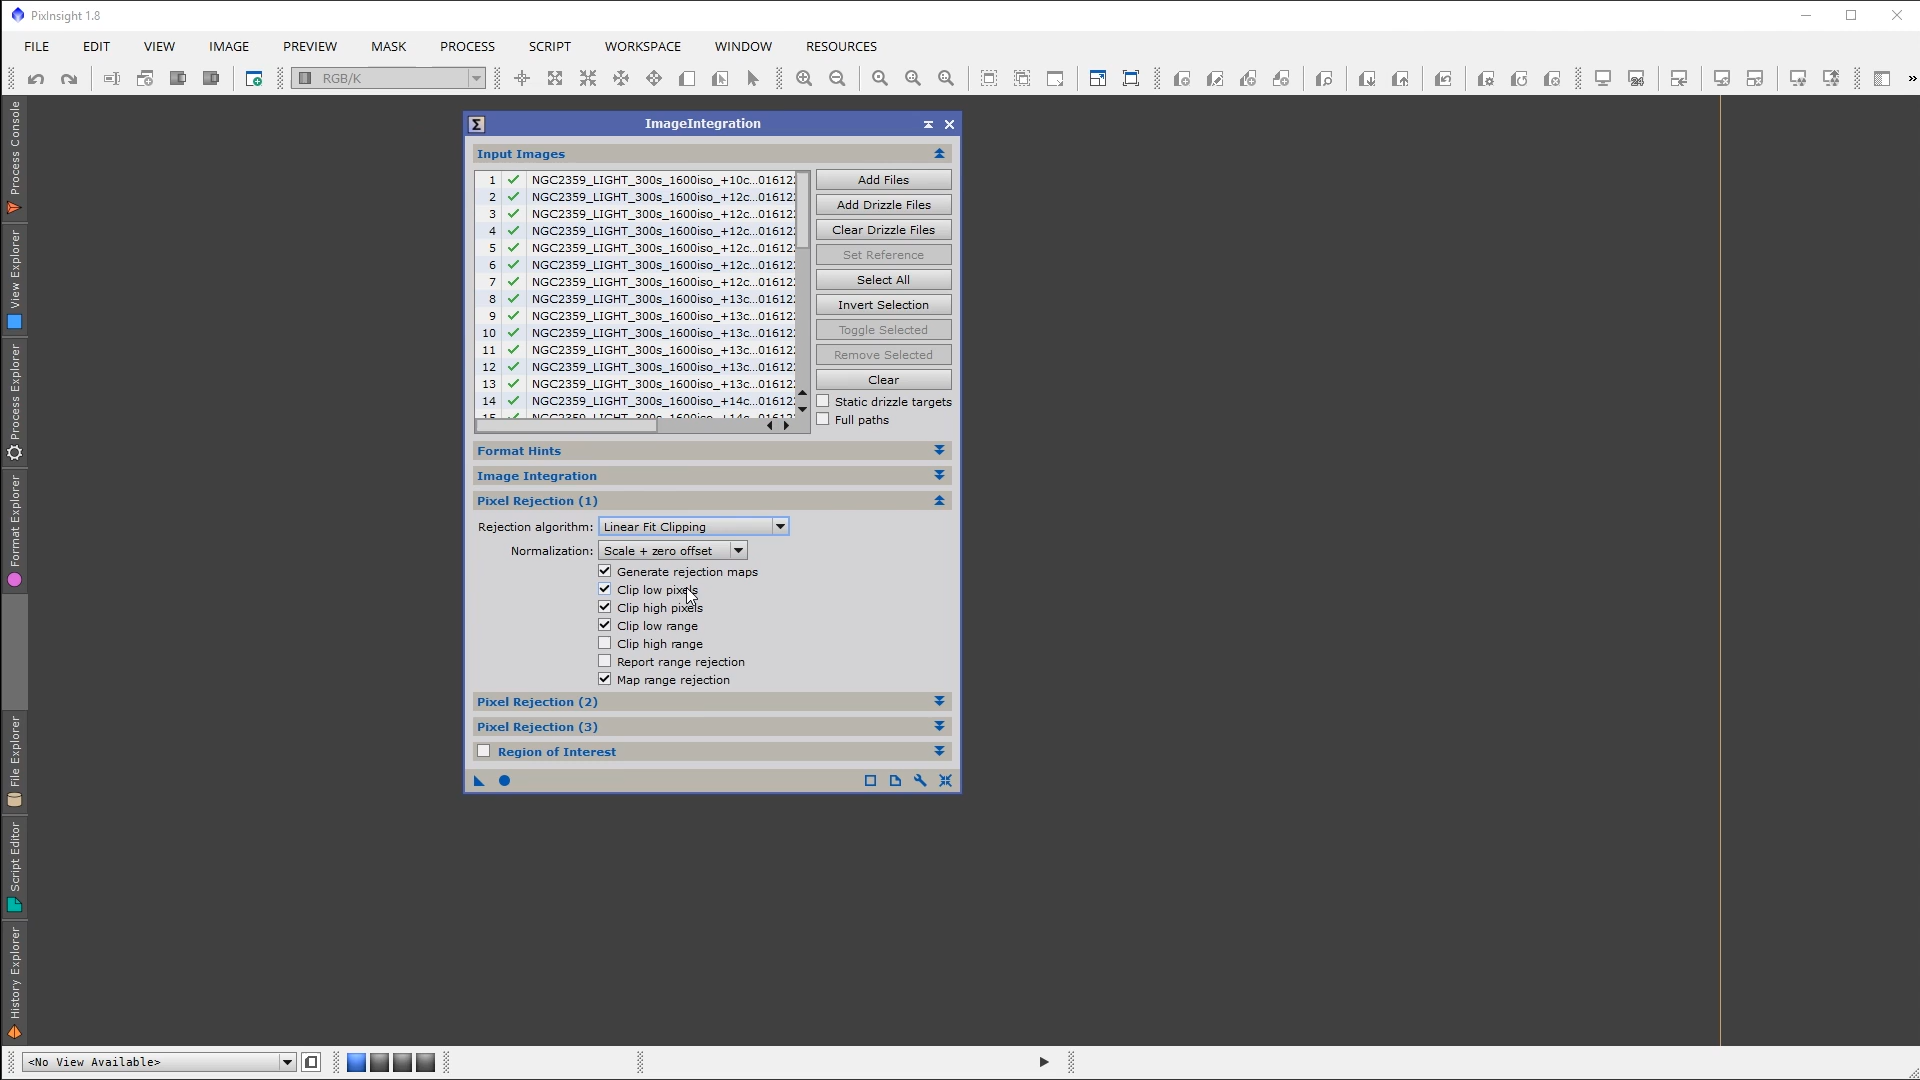 PixInsight 1.8
FILE EDIT VIEW IMAGE PREVIEW MASK PROCESS SCRIPT WORKSPACE WINDOW RESOURCES
RGB/K
24
Process Console
View Explorer
Process Explorer
Format Explorer
File Explorer
Script Editor
History Explorer
ImageIntegration
Input Images
1 NGC2359_LIGHT_300s_1600iso_+10c...01612
2 NGC2359_LIGHT_300s_1600iso_+12c...01612
3 NGC2359_LIGHT_300s_1600iso_+12c...01612
4 NGC2359_LIGHT_300s_1600iso_+12c...01612
5 NGC2359_LIGHT_300s_1600iso_+12c...01612
6 NGC2359_LIGHT_300s_1600iso_+12c...01612
7 NGC2359_LIGHT_300s_1600iso_+12c...01612
8 NGC2359_LIGHT_300s_1600iso_+13c...01612
9 NGC2359_LIGHT_300s_1600iso_+13c...01612
10 NGC2359_LIGHT_300s_1600iso_+13c...01612
11 NGC2359_LIGHT_300s_1600iso_+13c...01612
12 NGC2359_LIGHT_300s_1600iso_+13c...01612
13 NGC2359_LIGHT_300s_1600iso_+13c...01612
14 NGC2359_LIGHT_300s_1600iso_+14c...01612
15 NGC2359_LIGHT_300s_1600iso_+14c...01612
Add Files
Add Drizzle Files
Clear Drizzle Files
Set Reference
Select All
Invert Selection
Toggle Selected
Remove Selected
Clear
Static drizzle targets
Full paths
Format Hints
Image Integration
Pixel Rejection (1)
Rejection algorithm: Linear Fit Clipping
Normalization: Scale + zero offset
Generate rejection maps
Clip low pixels
Clip high pixels
Clip low range
Clip high range
Report range rejection
Map range rejection
Pixel Rejection (2)
Pixel Rejection (3)
Region of Interest
<No View Available>